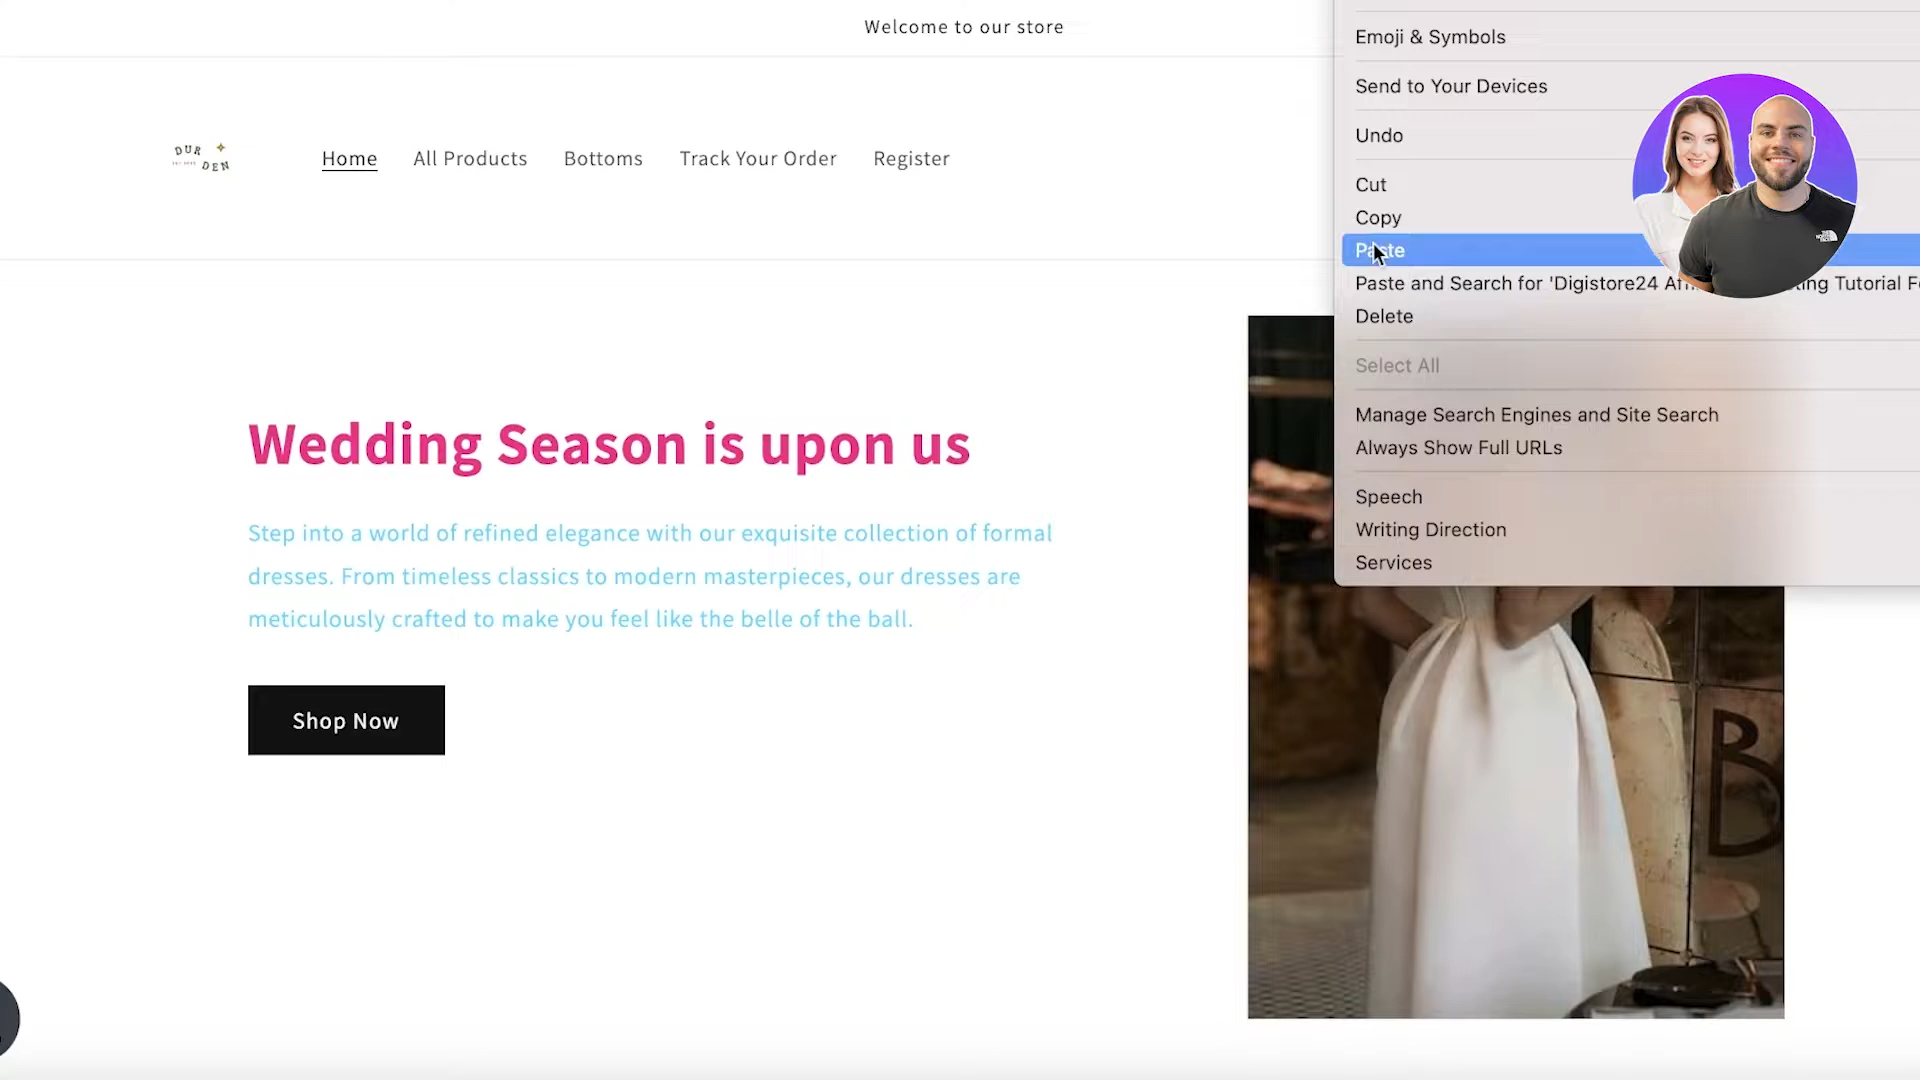 Welcome to our store
DUR
DEN
Home All Products Bottoms Track Your Order Register
Wedding Season is upon us
Step into a world of refined elegance with our exquisite collection of formal
dresses. From timeless classics to modern masterpieces, our dresses are
meticulously crafted to make you feel like the belle of the ball.
Shop Now
Emoji & Symbols
Send to Your Devices
Undo
Cut
Copy
Paste
Paste and Search for 'Digistore24 Tutorial
Delete
Select All
Manage Search Engines and Site Search
Always Show Full URLs
Speech
Writing Direction
Services
B